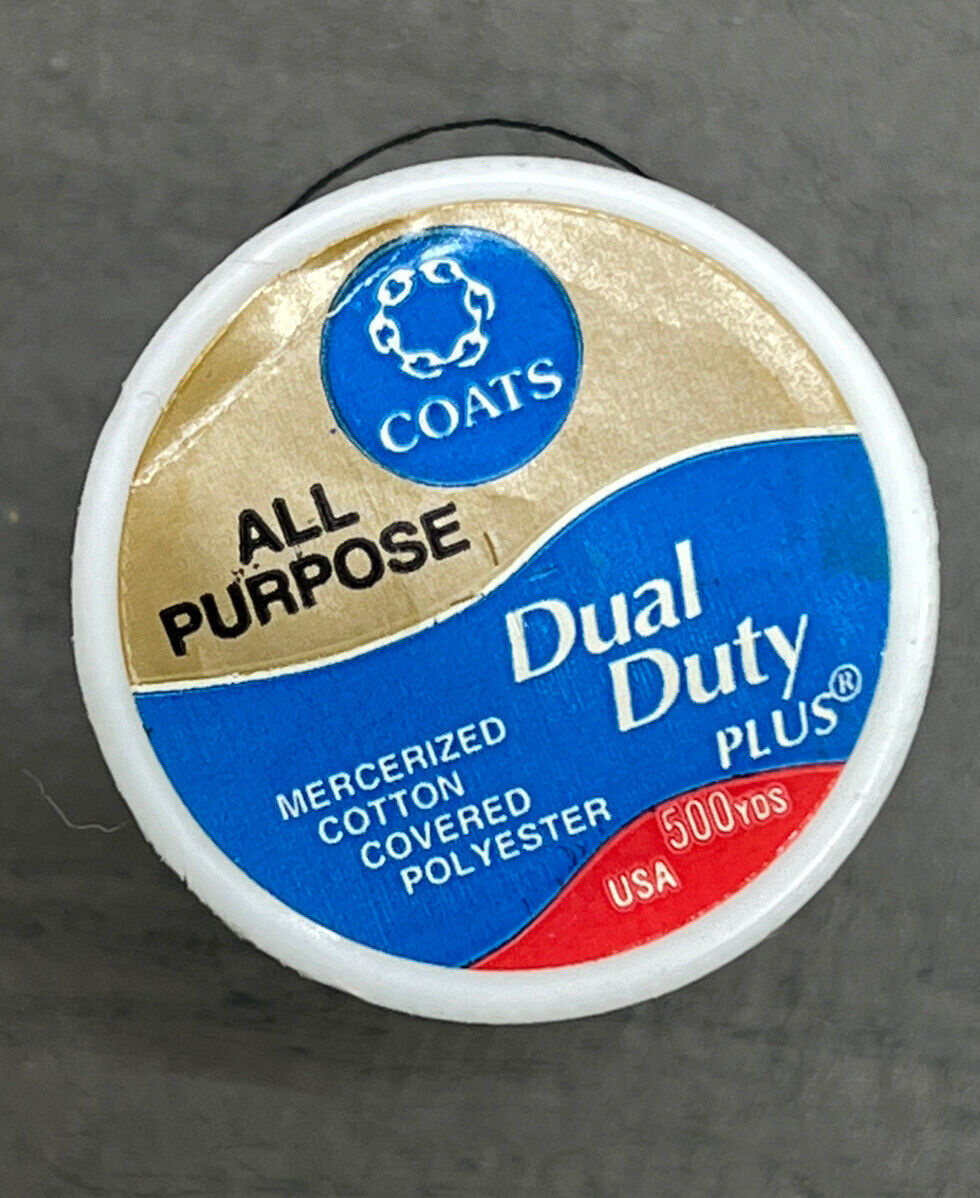 COATS
ALL
PURPOSE
Dual
Duty
PLUS®
MERCERIZED
COTTON
COVERED
POLYESTER
500YDS
USA